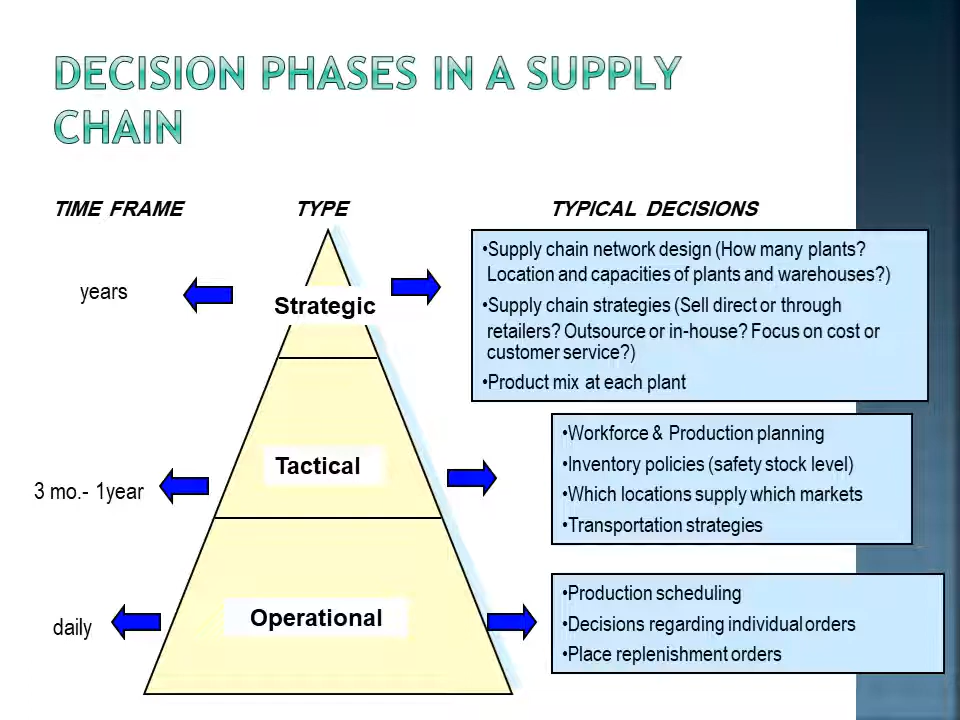 DECISION PHASES IN A SUPPLY
CHAIN
TIME FRAME TYPE TYPICAL DECISIONS
years
Strategic
•Supply chain network design (How many plants?
Location and capacities of plants and warehouses?)
•Supply chain strategies (Sell direct or through
retailers? Outsource or in-house? Focus on cost or
customer service?)
•Product mix at each plant
3 mo.- 1year
Tactical
•Workforce & Production planning
•Inventory policies (safety stock level)
•Which locations supply which markets
•Transportation strategies
daily
Operational
•Production scheduling
•Decisions regarding individual orders
•Place replenishment orders